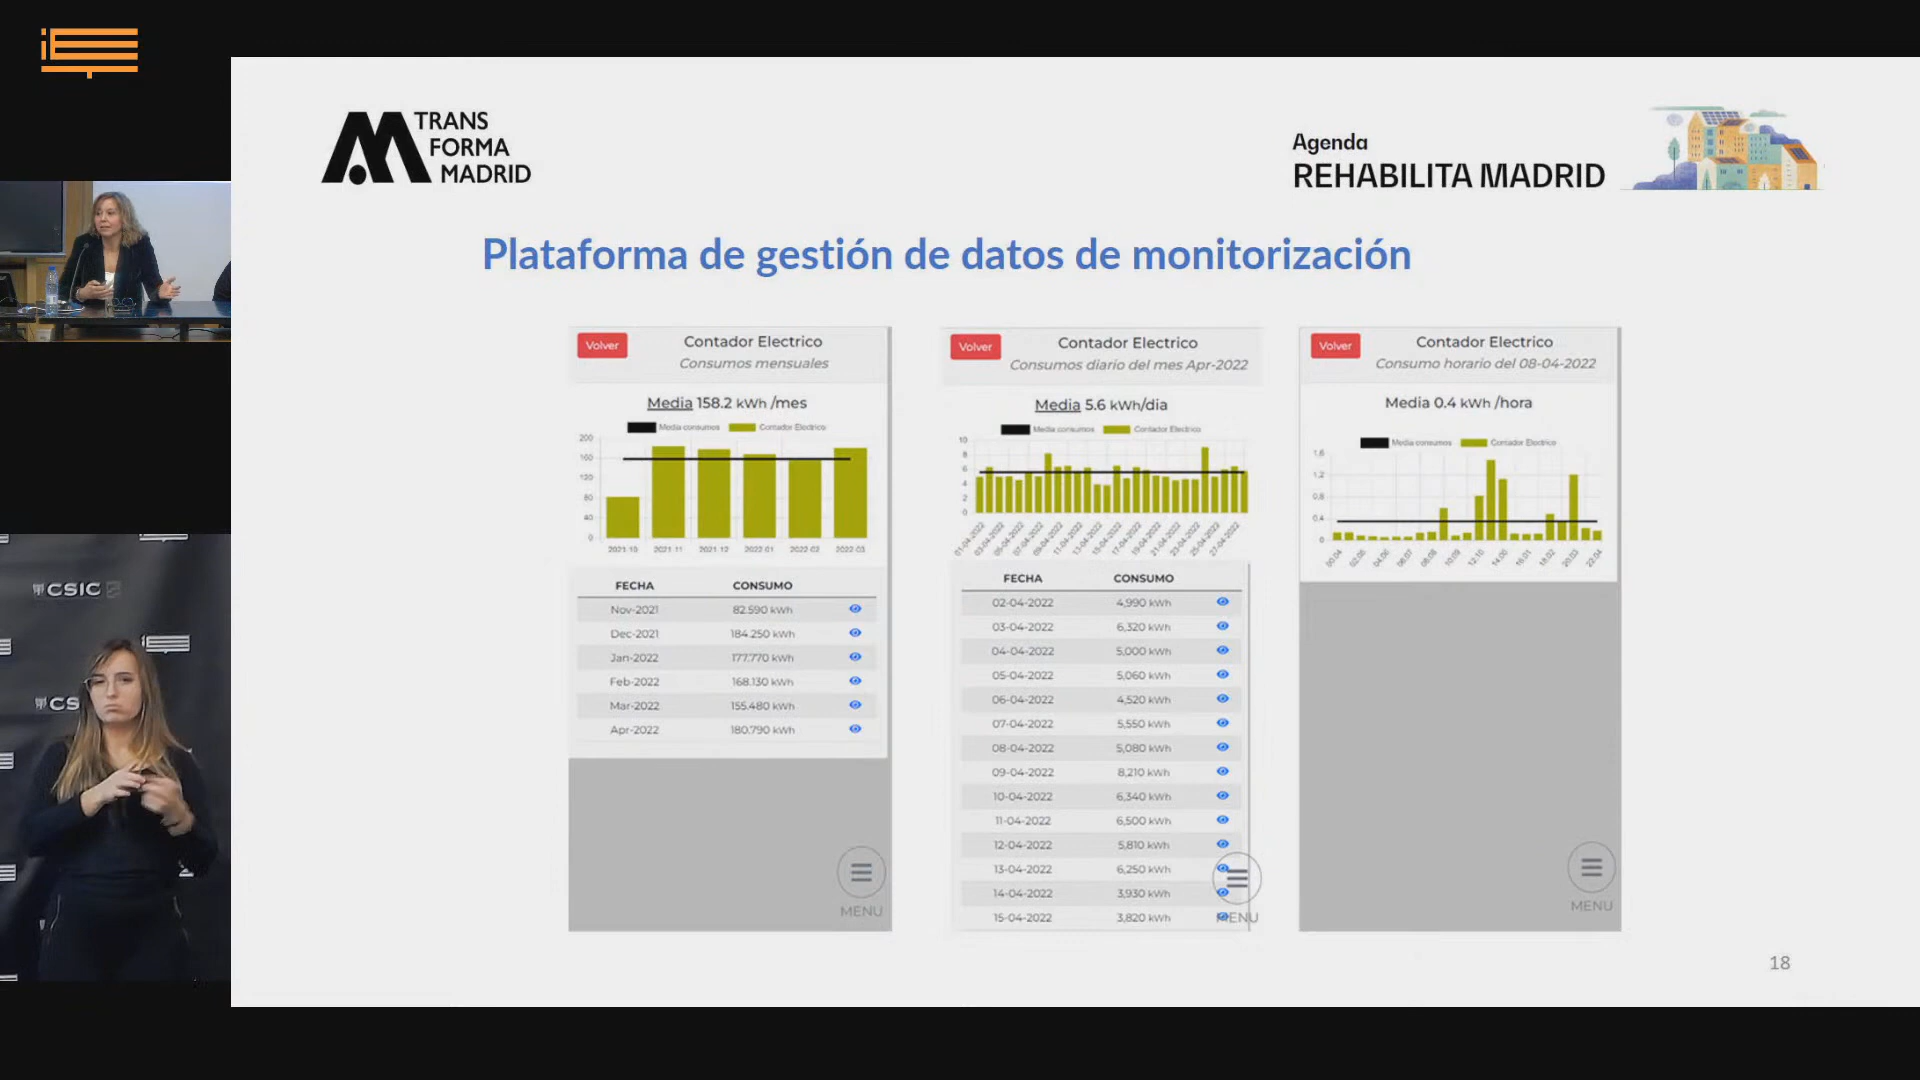 TRANS
FORMA
MADRID
Agenda
REHABILITA MADRID
Plataforma de gestión de datos de monitorización
Volver
Contador Electrico
Consumos mensuales
Media 158.2 kWh /mes
Media consumos
Contador Electrico
200
160
120
80
40
0
2021-10 2021-11 2021-12 2022-01 2022-02 2022-03
FECHA CONSUMO
Nov-2021 82.590 kWh
Dec-2021 184.250 kWh
Jan-2022 177.770 kWh
Feb-2022 168.130 kWh
Mar-2022 155.480 kWh
Apr-2022 180.790 kWh
MENU
Volver
Contador Electrico
Consumos diario del mes Apr-2022
Media 5.6 kWh/dia
Media consumos
Contador Electrico
10
8
6
4
2
0
01-04-2022 03-04-2022 05-04-2022 07-04-2022 09-04-2022 11-04-2022 13-04-2022 15-04-2022 17-04-2022 19-04-2022 21-04-2022 23-04-2022 25-04-2022 27-04-2022
FECHA CONSUMO
02-04-2022 4,990 kWh
03-04-2022 6,320 kWh
04-04-2022 5,000 kWh
05-04-2022 5,060 kWh
06-04-2022 4,520 kWh
07-04-2022 5,550 kWh
08-04-2022 5,080 kWh
09-04-2022 8,210 kWh
10-04-2022 6,340 kWh
11-04-2022 6,500 kWh
12-04-2022 5,810 kWh
13-04-2022 6,250 kWh
14-04-2022 3,930 kWh
15-04-2022 3,820 kWh
MENU
Volver
Contador Electrico
Consumo horario del 08-04-2022
Media 0.4 kWh /hora
Media consumos
Contador Electrico
1,6
1,2
0,8
0,4
0
MENU
18
CSIC
CS